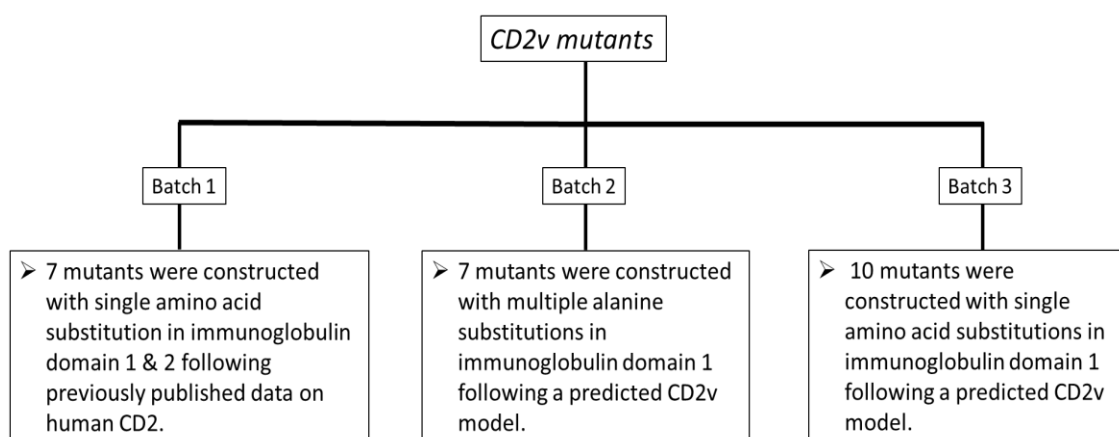 CD2v mutants
Batch 1
Batch 2
Batch 3
➢ 7 mutants were constructed
with single amino acid
substitution in immunoglobulin
domain 1 & 2 following
previously published data on
human CD2.
➢ 7 mutants were constructed
with multiple alanine
substitutions in
immunoglobulin domain 1
following a predicted CD2v
model.
➢ 10 mutants were
constructed with single
amino acid substitutions in
immunoglobulin domain 1
following a predicted CD2v
model.